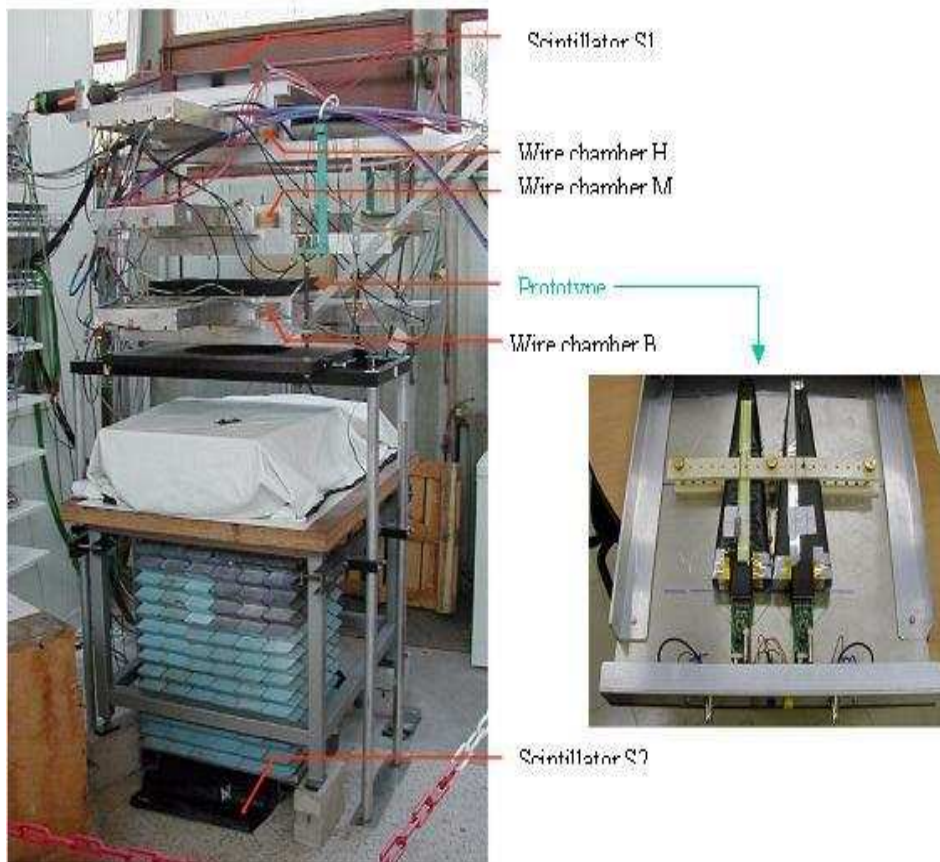 Scintillator S1
Wire chamber H
Wire chamber M
Prototype
Wire chamber B
Scintillator S2